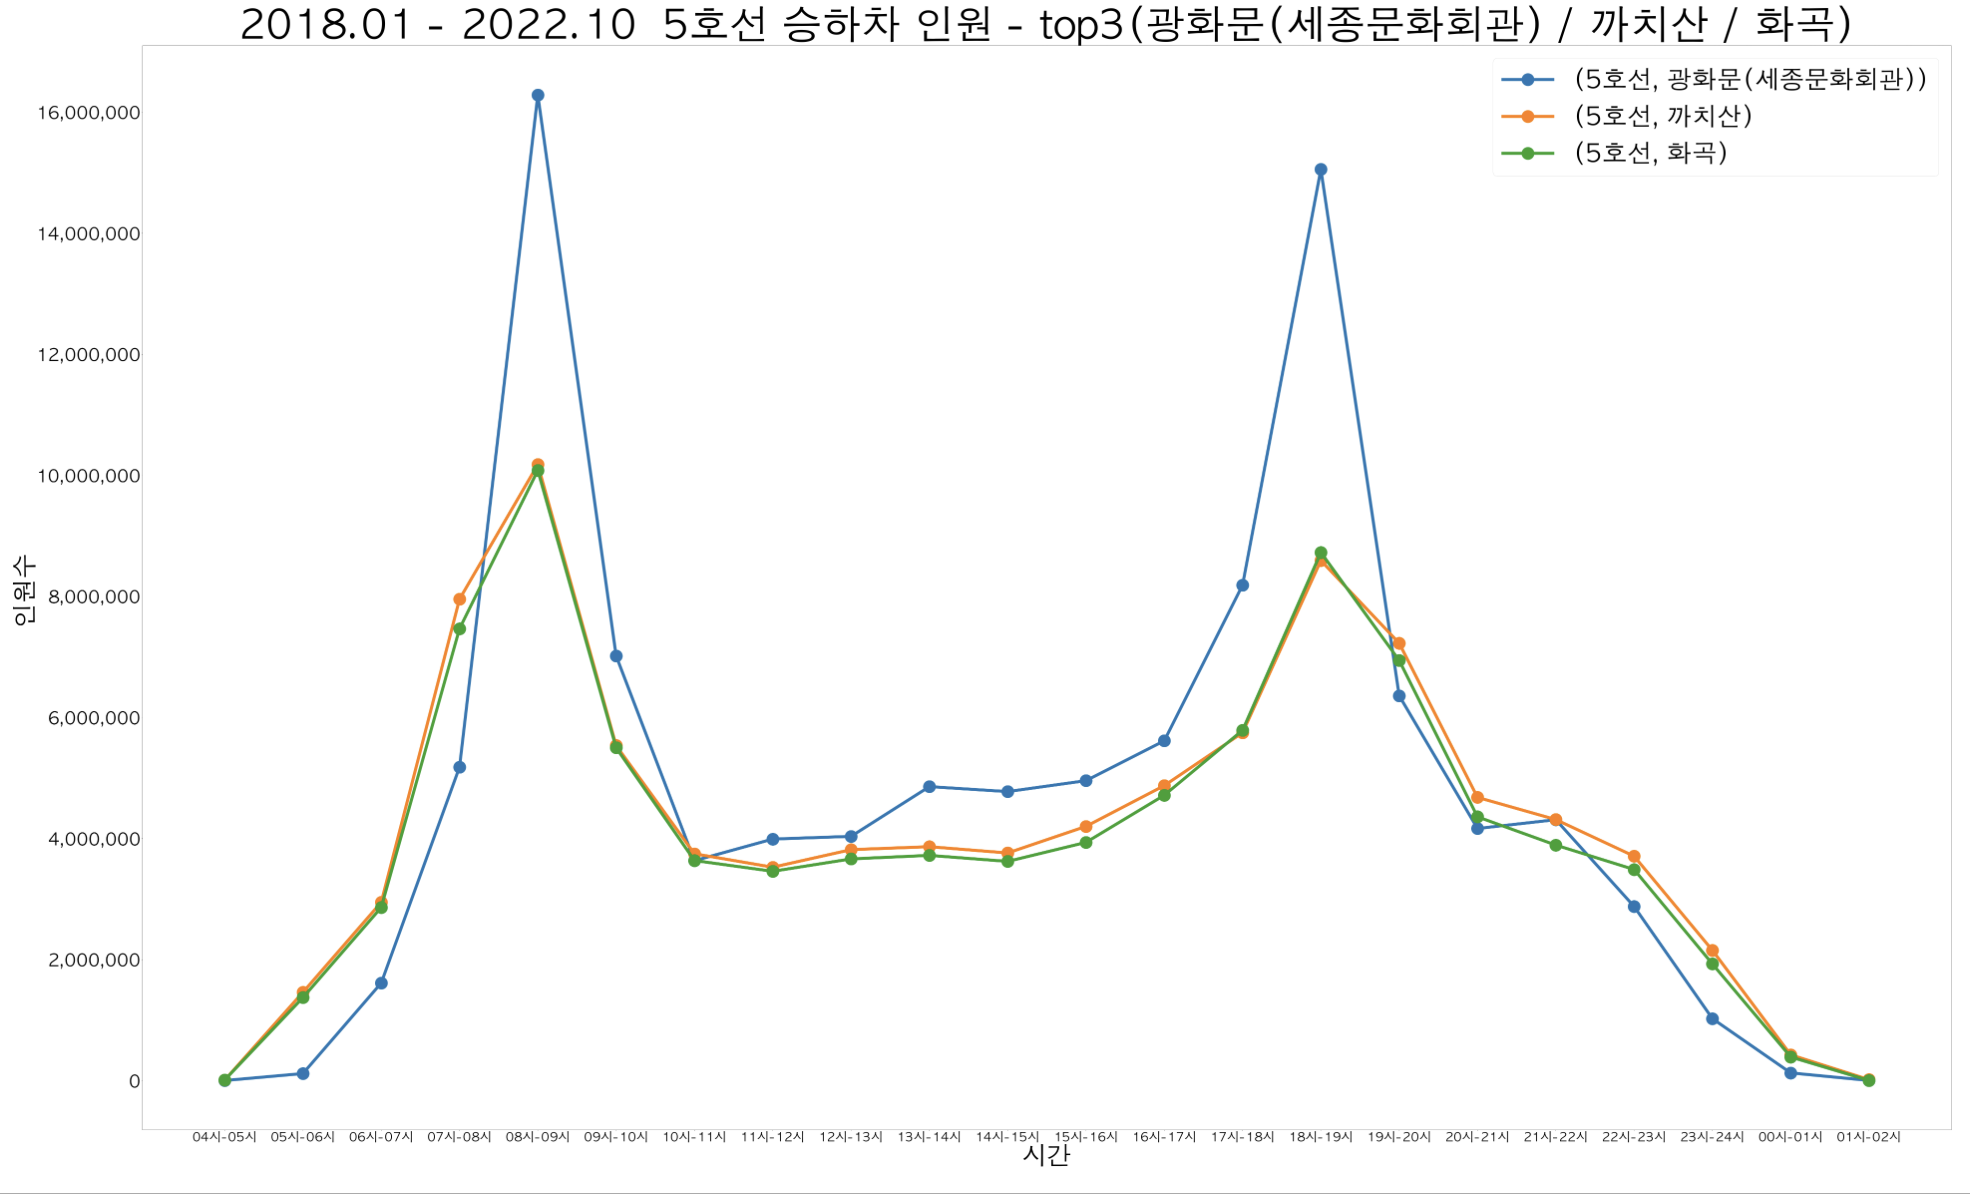 2018.01 - 2022.10 5호선 승하차 인원 - top3(광화문(세종문화회관) / 까치산 / 화곡)
(5호선, 광화문(세종문화회관))
(5호선, 까치산)
(5호선, 화곡)
16,000,000
14,000,000
12,000,000
10,000,000
8,000,000
6,000,000
4,000,000
2,000,000
0
인원수
04시-05시 05시-06시 06시-07시 07시-08시 08시-09시 09시-10시 10시-11시 11시-12시 12시-13시 13시-14시 14시-15시 15시-16시 16시-17시 17시-18시 18시-19시 19시-20시 20시-21시 21시-22시 22시-23시 23시-24시 00시-01시 01시-02시
시간